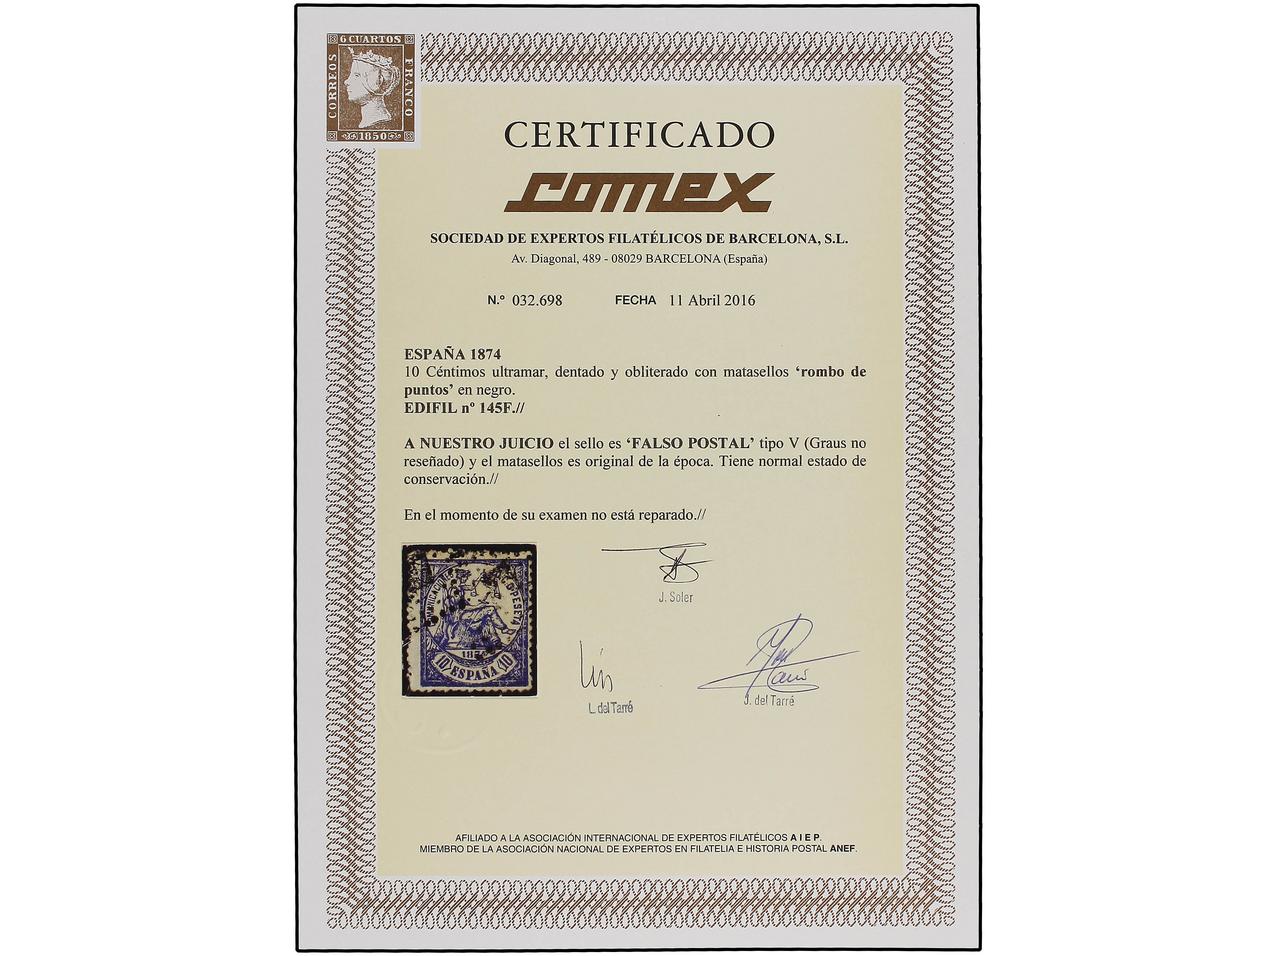 6 CUARTOS
CORREOS
FRANCO
1850
CERTIFICADO
comex
SOCIEDAD DE EXPERTOS FILATÉLICOS DE BARCELONA, S.L.
Av. Diagonal, 489 - 08029 BARCELONA (España)
N.º 032.698 FECHA 11 Abril 2016
ESPAÑA 1874
10 Céntimos ultramar, dentado y obliterado con matasellos ‘rombo de
puntos’ en negro.
EDIFIL nº 145F.//
A NUESTRO JUICIO el sello es ‘FALSO POSTAL’ tipo V (Graus no
reseñado) y el matasellos es original de la época. Tiene normal estado de
conservación.//
En el momento de su examen no está reparado.//
10 ESPAÑA 10
J. Soler
L. del Tarré
J. del Tarré
AFILIADO A LA ASOCIACIÓN INTERNACIONAL DE EXPERTOS FILATÉLICOS A I E P.
MIEMBRO DE LA ASOCIACIÓN NACIONAL DE EXPERTOS EN FILATELIA E HISTORIA POSTAL ANEF.